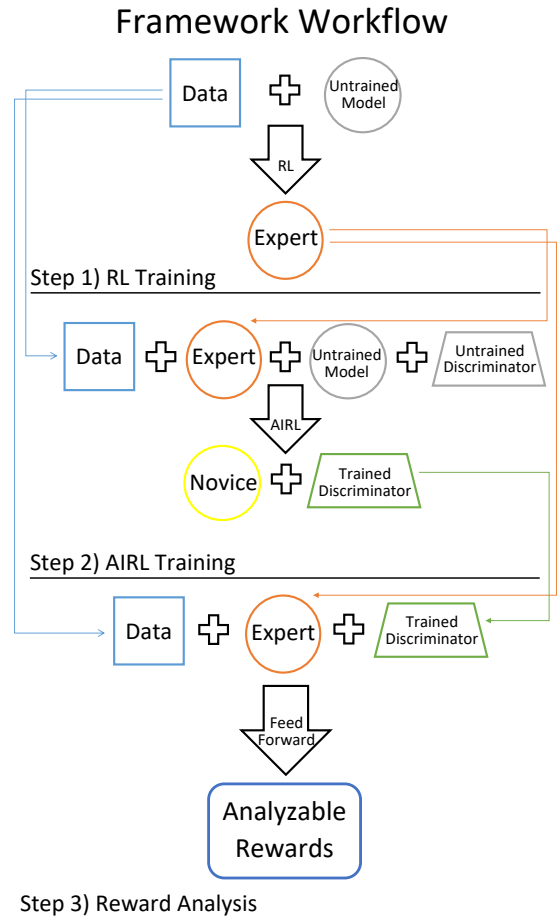 Framework Workflow
Data
Untrained
Model
RL
Expert
Step 1) RL Training
Data
Expert
Untrained
Model
Untrained
Discriminator
AIRL
Novice
Trained
Discriminator
Step 2) AIRL Training
Data
Expert
Trained
Discriminator
Feed
Forward
Analyzable
Rewards
Step 3) Reward Analysis